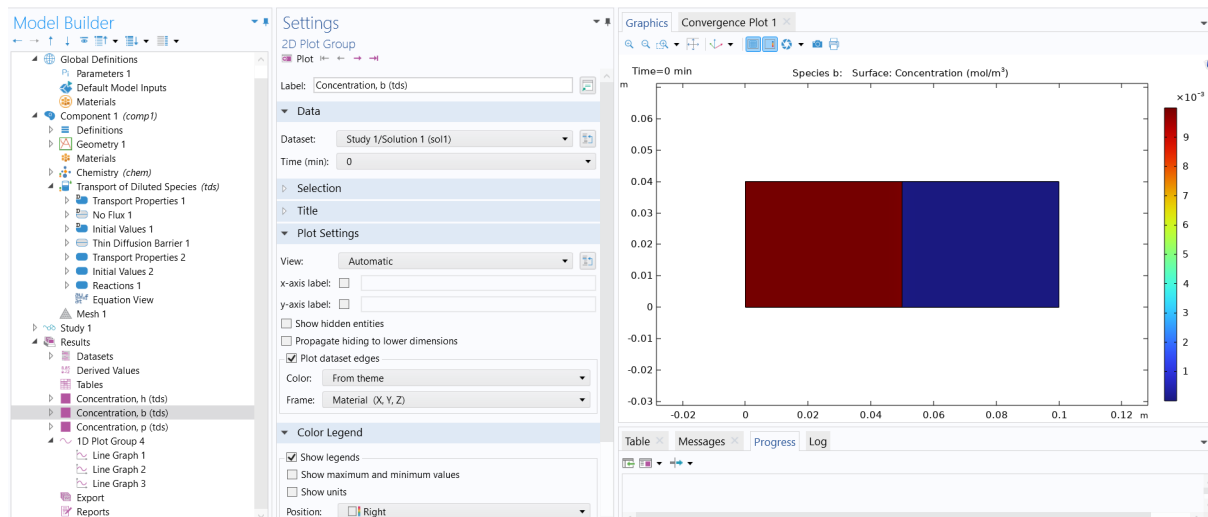 Model Builder
Global Definitions
Pi Parameters 1
Default Model Inputs
Materials
Component 1 (comp1)
Definitions
Geometry 1
Materials
Chemistry (chem)
Transport of Diluted Species (tds)
Transport Properties 1
No Flux 1
Initial Values 1
Thin Diffusion Barrier 1
Transport Properties 2
Initial Values 2
Reactions 1
Equation View
Mesh 1
Study 1
Results
Datasets
Derived Values
Tables
Concentration, h (tds)
Concentration, b (tds)
Concentration, p (tds)
1D Plot Group 4
Line Graph 1
Line Graph 2
Line Graph 3
Export
Reports
Settings
2D Plot Group
Plot
Label: Concentration, b (tds)
Data
Dataset: Study 1/Solution 1 (sol1)
Time (min): 0
Selection
Title
Plot Settings
View: Automatic
x-axis label:
y-axis label:
Show hidden entities
Propagate hiding to lower dimensions
Plot dataset edges
Color: From theme
Frame: Material (X, Y, Z)
Color Legend
Show legends
Show maximum and minimum values
Show units
Position: Right
Graphics Convergence Plot 1
Time=0 min Species b: Surface: Concentration (mol/m³)
m
×10⁻³
0.06
0.05
0.04
0.03
0.02
0.01
0
-0.01
-0.02
-0.03
-0.02 0 0.02 0.04 0.06 0.08 0.1 0.12 m
9
8
7
6
5
4
3
2
1
Table Messages Progress Log